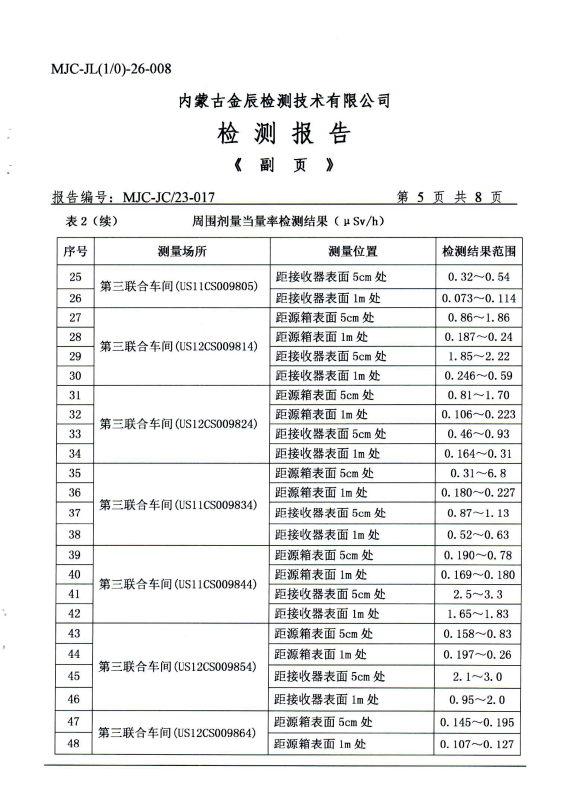 MJC-JL(1/0)-26-008
内蒙古金辰检测技术有限公司
检 测 报 告
《 副 页 》
报告编号: MJC-JC/23-017 第 5 页 共 8 页
表 2（续） 周围剂量当量率检测结果（μSv/h）
序号 测量场所 测量位置 检测结果范围
25 第三联合车间(US11CS009805) 距接收器表面 5cm 处 0.32～0.54
26 距接收器表面 1m 处 0.073～0.114
27 第三联合车间(US12CS009814) 距源箱表面 5cm 处 0.86～1.86
28 距源箱表面 1m 处 0.187～0.24
29 距接收器表面 5cm 处 1.85～2.22
30 距接收器表面 1m 处 0.246～0.59
31 第三联合车间(US12CS009824) 距源箱表面 5cm 处 0.81～1.70
32 距源箱表面 1m 处 0.106～0.223
33 距接收器表面 5cm 处 0.46～0.93
34 距接收器表面 1m 处 0.164～0.31
35 第三联合车间(US11CS009834) 距源箱表面 5cm 处 0.31～6.8
36 距源箱表面 1m 处 0.180～0.227
37 距接收器表面 5cm 处 0.87～1.13
38 距接收器表面 1m 处 0.52～0.63
39 第三联合车间(US11CS009844) 距源箱表面 5cm 处 0.190～0.78
40 距源箱表面 1m 处 0.169～0.180
41 距接收器表面 5cm 处 2.5～3.3
42 距接收器表面 1m 处 1.65～1.83
43 第三联合车间(US12CS009854) 距源箱表面 5cm 处 0.158～0.83
44 距源箱表面 1m 处 0.197～0.26
45 距接收器表面 5cm 处 2.1～3.0
46 距接收器表面 1m 处 0.95～2.0
47 第三联合车间(US12CS009864) 距源箱表面 5cm 处 0.145～0.195
48 距源箱表面 1m 处 0.107～0.127